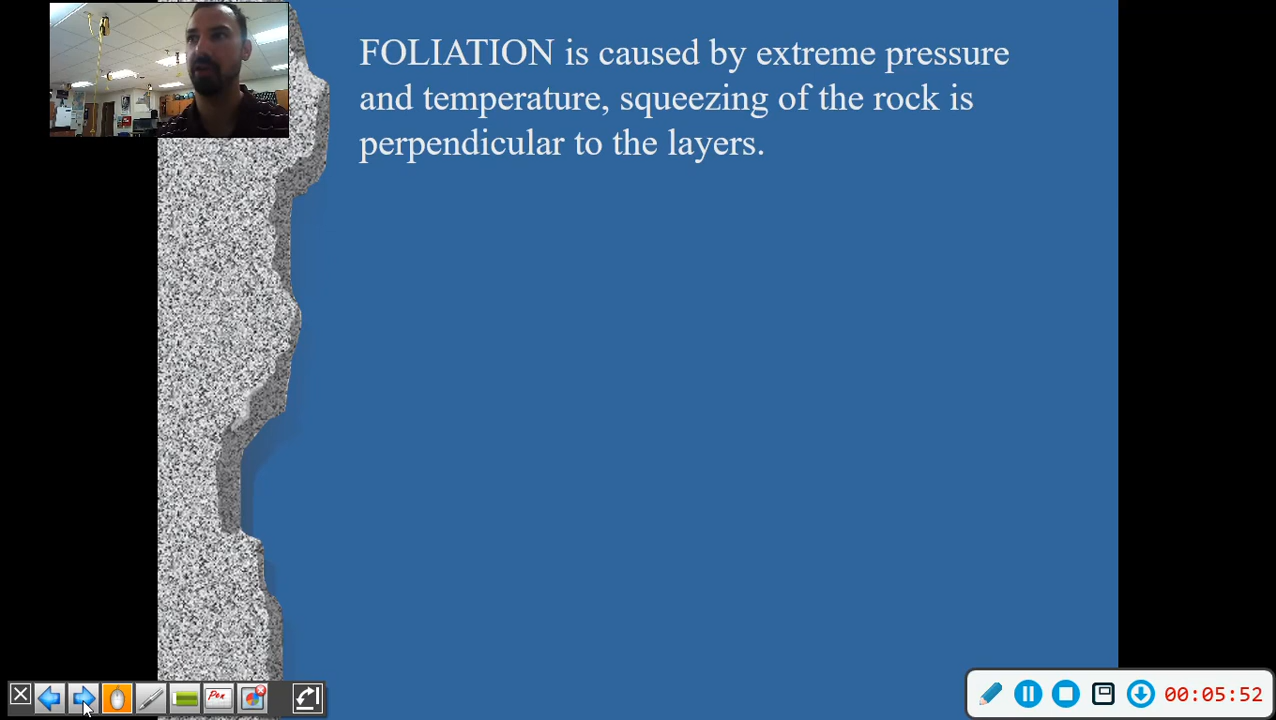 FOLIATION is caused by extreme pressure
and temperature, squeezing of the rock is
perpendicular to the layers.
Pen
00:05:52